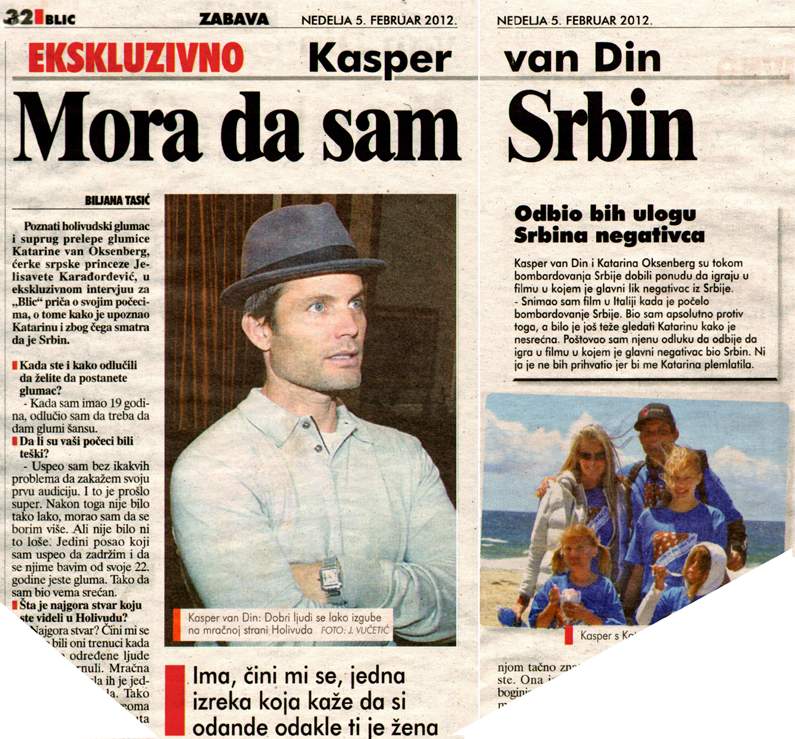 32 BLIC
ZABAVA
NEDELJA 5. FEBRUAR 2012.
NEDELJA 5. FEBRUAR 2012.
EKSKLUZIVNO Kasper van Din
Mora da sam Srbin
BILJANA TASIĆ
Poznati holivudski glumac
i suprug prelepe glumice
Katarine van Oksenberg,
ćerke srpske princeze Je-
lisavete Karađorđević, u
ekskluzivnom intervjuu za
„Blic“ priča o svojim počeci-
ma, o tome kako je upoznao
Katarinu i zbog čega smatra
da je Srbin.
Kada ste i kako odlučili
da želite da postanete
glumac?
- Kada sam imao 19 godi-
na, odlučio sam da treba da
dam glumi šansu.
Da li su vaši počeci bili
teški?
- Uspeo sam bez ikakvih
problema da zakažem svoju
prvu audiciju. I to je prošlo
super. Nakon toga nije bilo
tako lako, morao sam da se
borim više. Ali nije bilo ni
to loše. Jedini posao koji
sam uspeo da zadržim i da
se njime bavim od svoje 22.
godine jeste gluma. Tako da
sam bio vema srećan.
Šta je najgora stvar koju
ste videli u Holivudu?
Najgora stvar? Čini mi se
bili oni trenuci kada
određene ljude
rnuli. Mračna
la ih je jed-
la. Tako
eoma
ta
Kasper van Din: Dobri ljudi se lako izgube
na mračnoj strani Holivuda FOTO: J. VUČETIĆ
Ima, čini mi se, jedna
izreka koja kaže da si
odande odakle ti je žena
Odbio bih ulogu
Srbina negativca
Kasper van Din i Katarina Oksenberg su tokom
bombardovanja Srbije dobili ponudu da igraju u
filmu u kojem je glavni lik negativac iz Srbije.
- Snimao sam film u Italiji kada je počelo
bombardovanje Srbije. Bio sam apsolutno protiv
toga, a bilo je još teže gledati Katarinu kako je
nesrećna. Poštovao sam njenu odluku da odbije da
igra u filmu u kojem je glavni negativac bio Srbin. Ni
ja je ne bih prihvatio jer bi me Katarina plemlatila.
Kasper s
njom tačno
ste. Ona
bogin